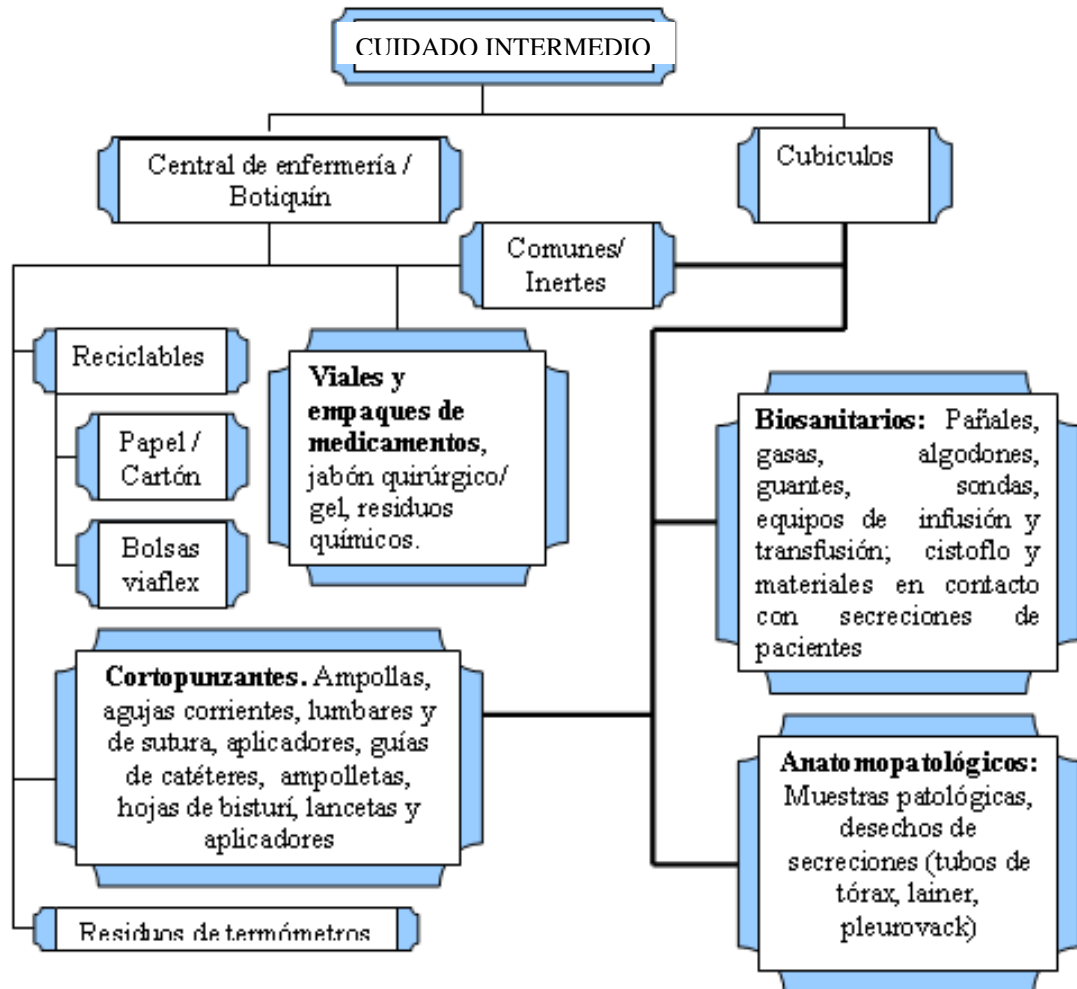 CUIDADO INTERMEDIO
Central de enfermería /
Botiquín
Cubiculos
Comunes/
Inertes
Reciclables
Papel /
Cartón
Bolsas
viaflex
Viales y
empaques de
medicamentos,
jabón quirúrgico/
gel, residuos
químicos.
Biosanitarios: Pañales,
gasas, algodones,
guantes, sondas,
equipos de infusión y
transfusión; cistoflo y
materiales en contacto
con secreciones de
pacientes
Cortopunzantes. Ampollas,
agujas corrientes, lumbares y
de sutura, aplicadores, guías
de catéteres, ampolletas,
hojas de bisturí, lancetas y
aplicadores
Anatomopatológicos:
Muestras patológicas,
desechos de
secreciones (tubos de
tórax, lainer,
pleurovack)
Residuos de termómetros